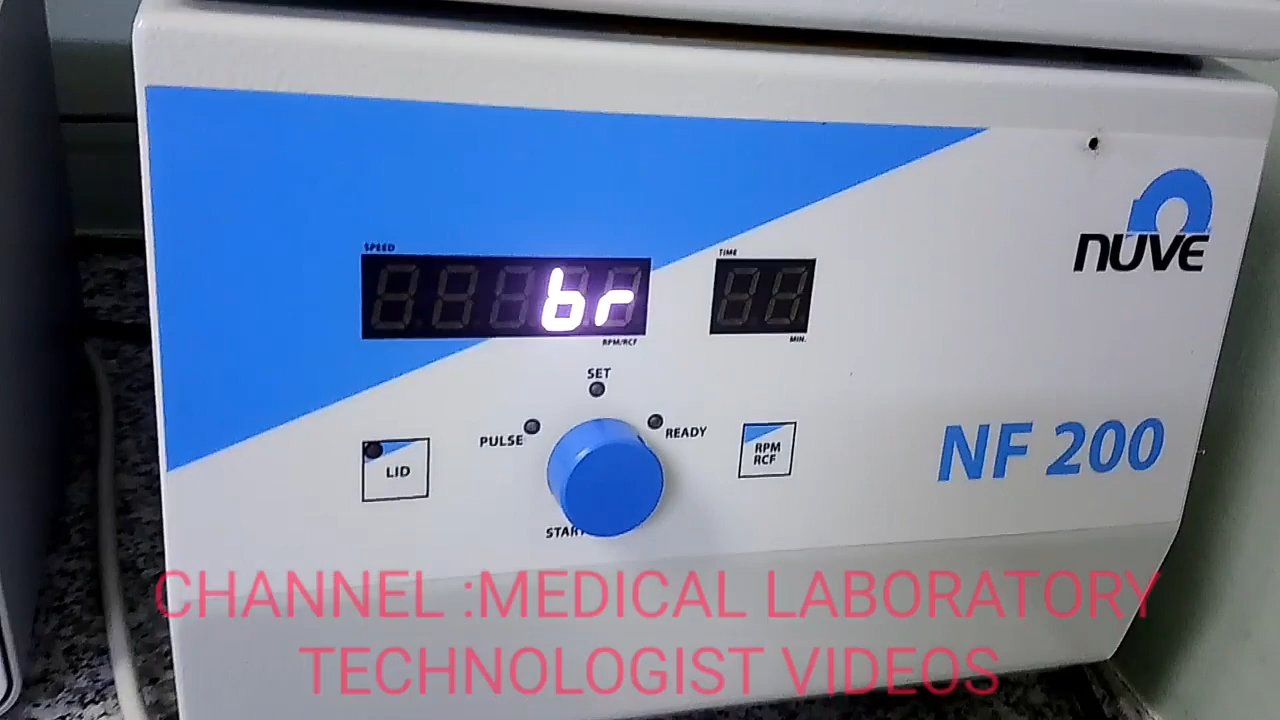 SPEED
TIME
br
RPM/RCF
MIN.
nüve
SET
PULSE
READY
LID
RPM
RCF
NF 200
START
CHANNEL :MEDICAL LABORATORY
TECHNOLOGIST VIDEOS